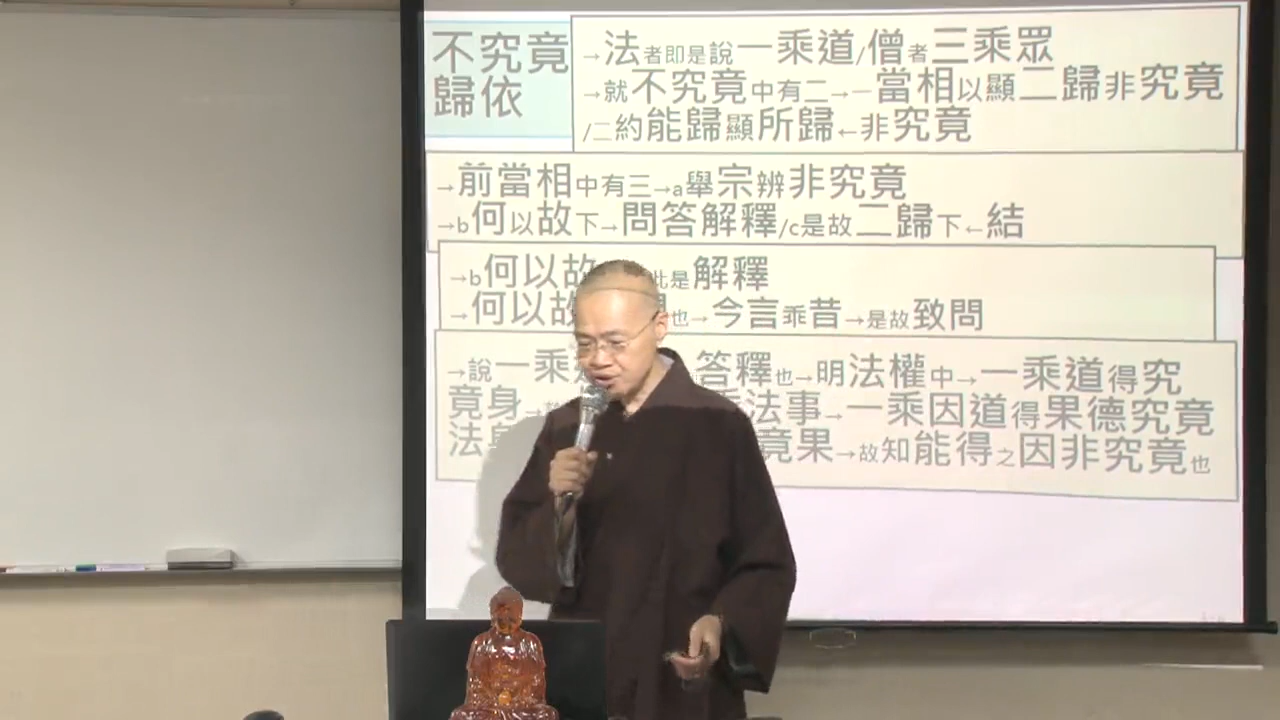 不究竟
歸依
→法者即是說一乘道/僧者三乘眾
→就不究竟中有二→一當相以顯二歸非究竟
/二約能歸顯所歸←非究竟
→前當相中有三→a舉宗辨非究竟
→b何以故下→問答解釋/c是故二歸下←結
→b何以故 此是解釋
→何以故 也→今言乖昔→是故致問
→說一乘 答釋也→明法權中→一乘道得究
竟身→ 法事→一乘因道得果德究竟
法 竟果→故知能得之因非究竟也